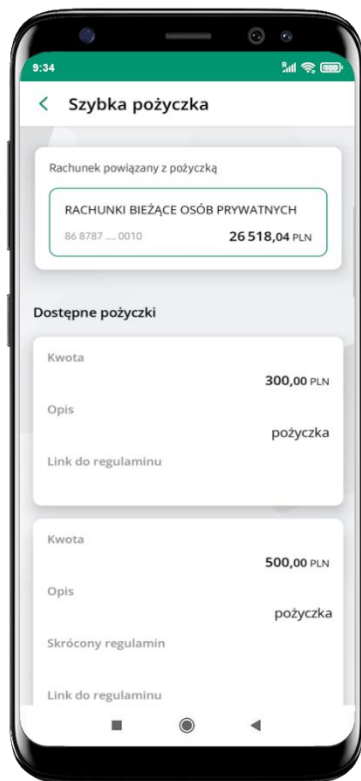 9:34
Szybka pożyczka
Rachunek powiązany z pożyczką
RACHUNKI BIEŻĄCE OSÓB PRYWATNYCH
86 8787 .... 0010 26 518,04 PLN
Dostępne pożyczki
Kwota
300,00 PLN
Opis
pożyczka
Link do regulaminu
Kwota
500,00 PLN
Opis
pożyczka
Skrócony regulamin
Link do regulaminu